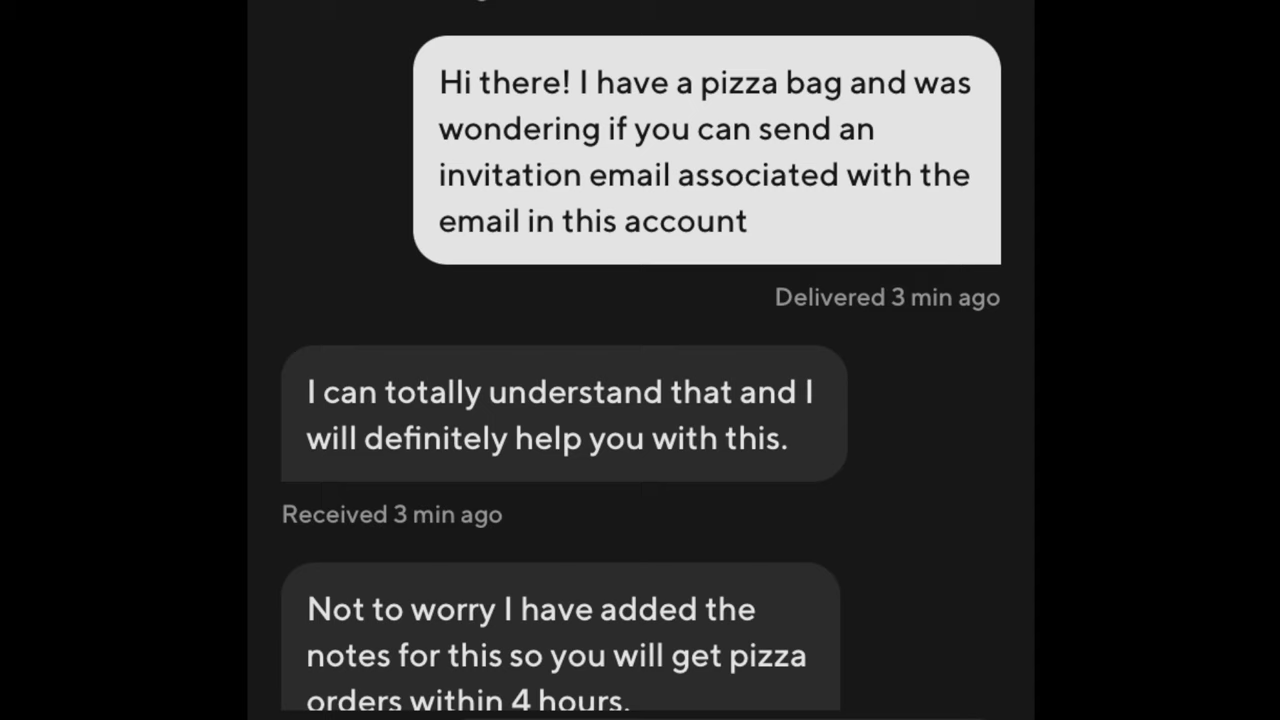 Hi there! I have a pizza bag and was
wondering if you can send an
invitation email associated with the
email in this account
Delivered 3 min ago
I can totally understand that and I
will definitely help you with this.
Received 3 min ago
Not to worry I have added the
notes for this so you will get pizza
orders within 4 hours.